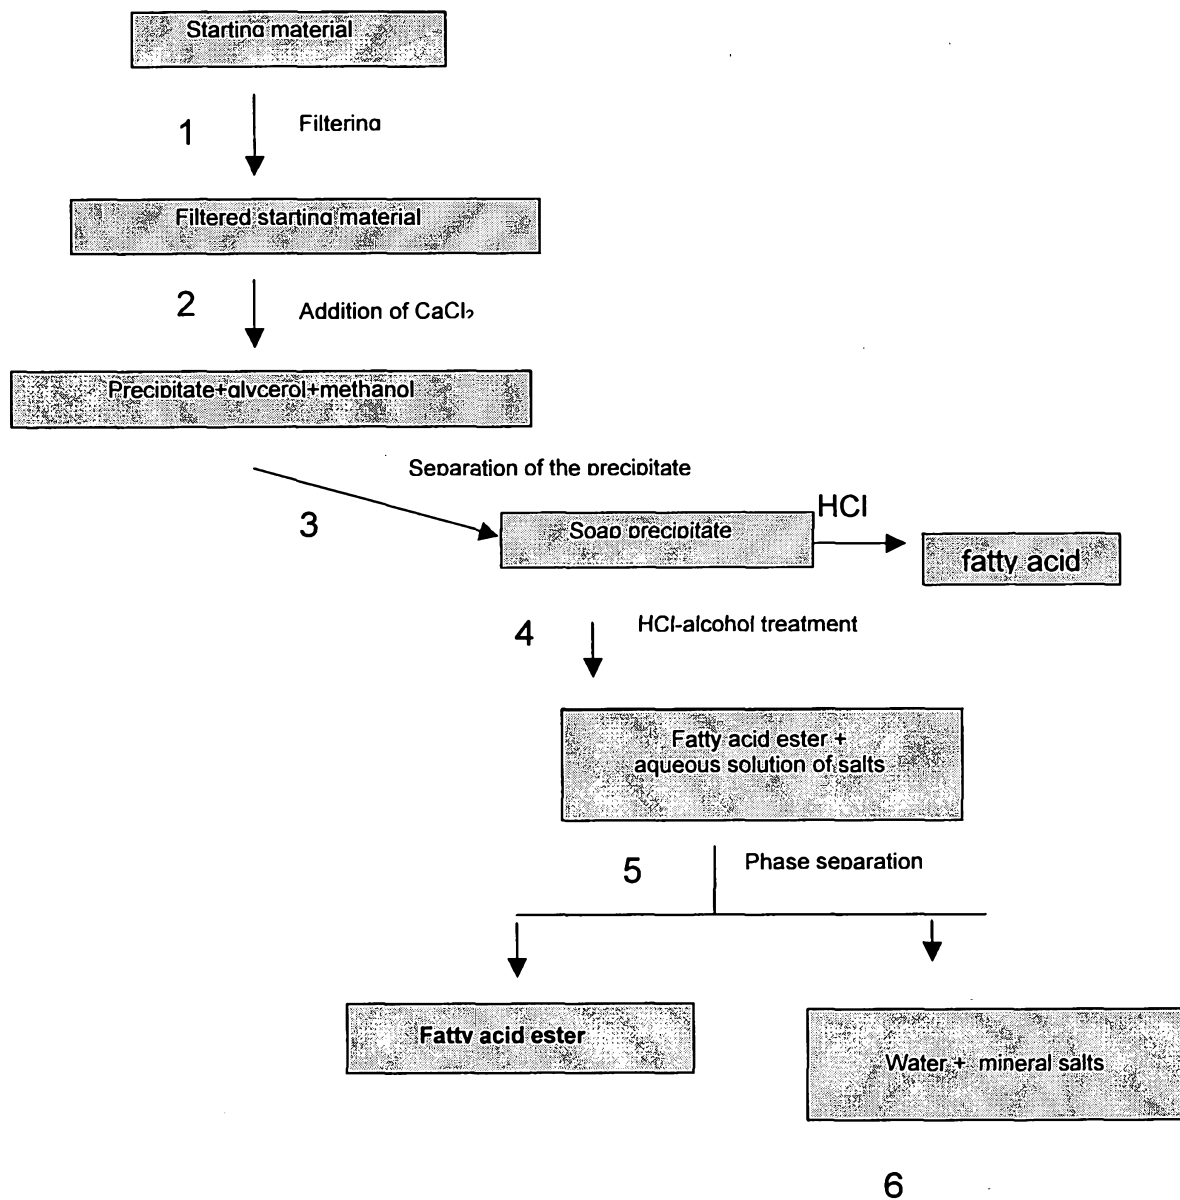 Starting material
1
Filtering
Filtered starting material
2
Addition of CaCl₂
Precipitate+glycerol+methanol
Separation of the precipitate
3
Soap precipitate
HCl
fatty acid
4
HCl-alcohol treatment
Fatty acid ester +
aqueous solution of salts
5
Phase separation
Fatty acid ester
Water + mineral salts
6